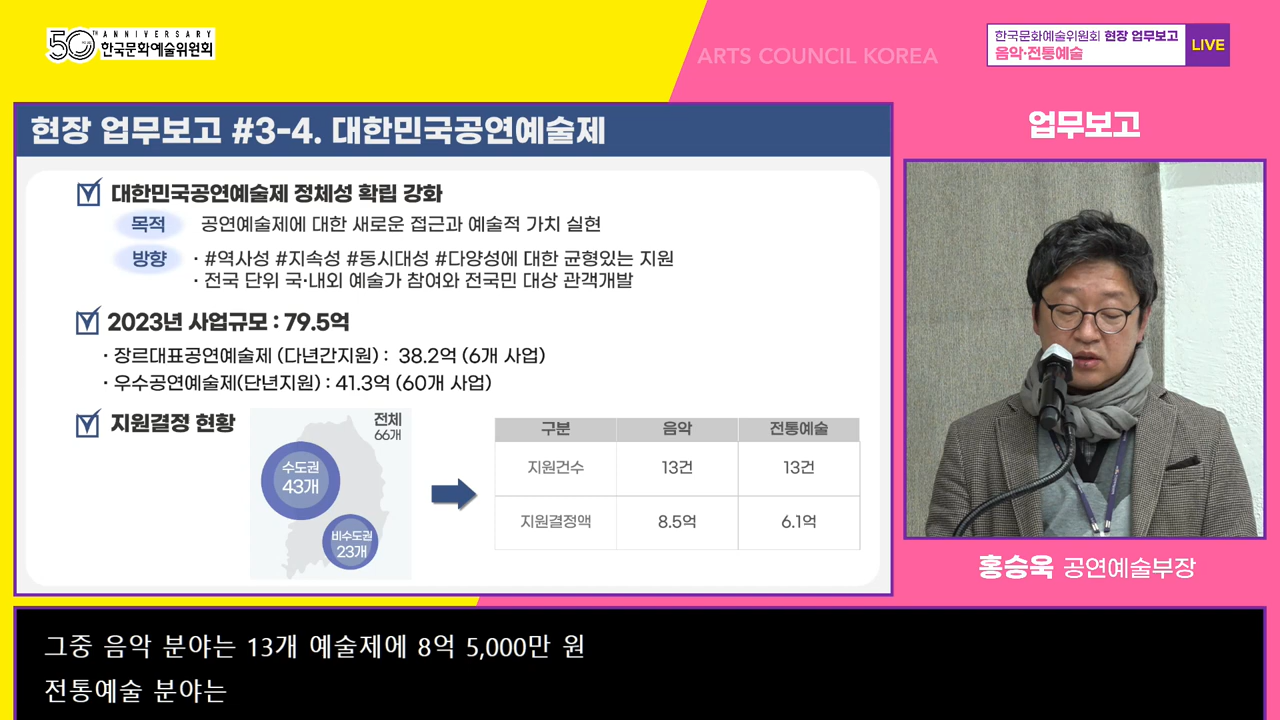 50TH ANNIVERSARY
한국문화예술위원회
ARTS COUNCIL KOREA
한국문화예술위원회 현장 업무보고
음악·전통예술
LIVE
현장 업무보고 #3-4. 대한민국공연예술제
대한민국공연예술제 정체성 확립 강화
목적 공연예술제에 대한 새로운 접근과 예술적 가치 실현
방향 · #역사성 #지속성 #동시대성 #다양성에 대한 균형있는 지원
· 전국 단위 국·내외 예술가 참여와 전국민 대상 관객개발
2023년 사업규모 : 79.5억
· 장르대표공연예술제 (다년간지원) : 38.2억 (6개 사업)
· 우수공연예술제(단년지원) : 41.3억 (60개 사업)
지원결정 현황
전체
66개
수도권
43개
비수도권
23개
구분 음악 전통예술
지원건수 13건 13건
지원결정액 8.5억 6.1억
업무보고
홍승욱 공연예술부장
그중 음악 분야는 13개 예술제에 8억 5,000만 원
전통예술 분야는